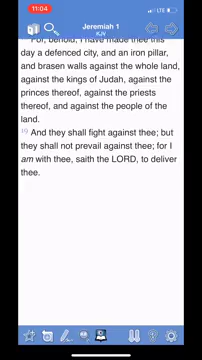 11:04
Jeremiah 1
KJV
For, behold, I have made thee this
day a defenced city, and an iron pillar,
and brasen walls against the whole land,
against the kings of Judah, against the
princes thereof, against the priests
thereof, and against the people of the
land.
And they shall fight against thee; but
they shall not prevail against thee; for I
am with thee, saith the LORD, to deliver
thee.